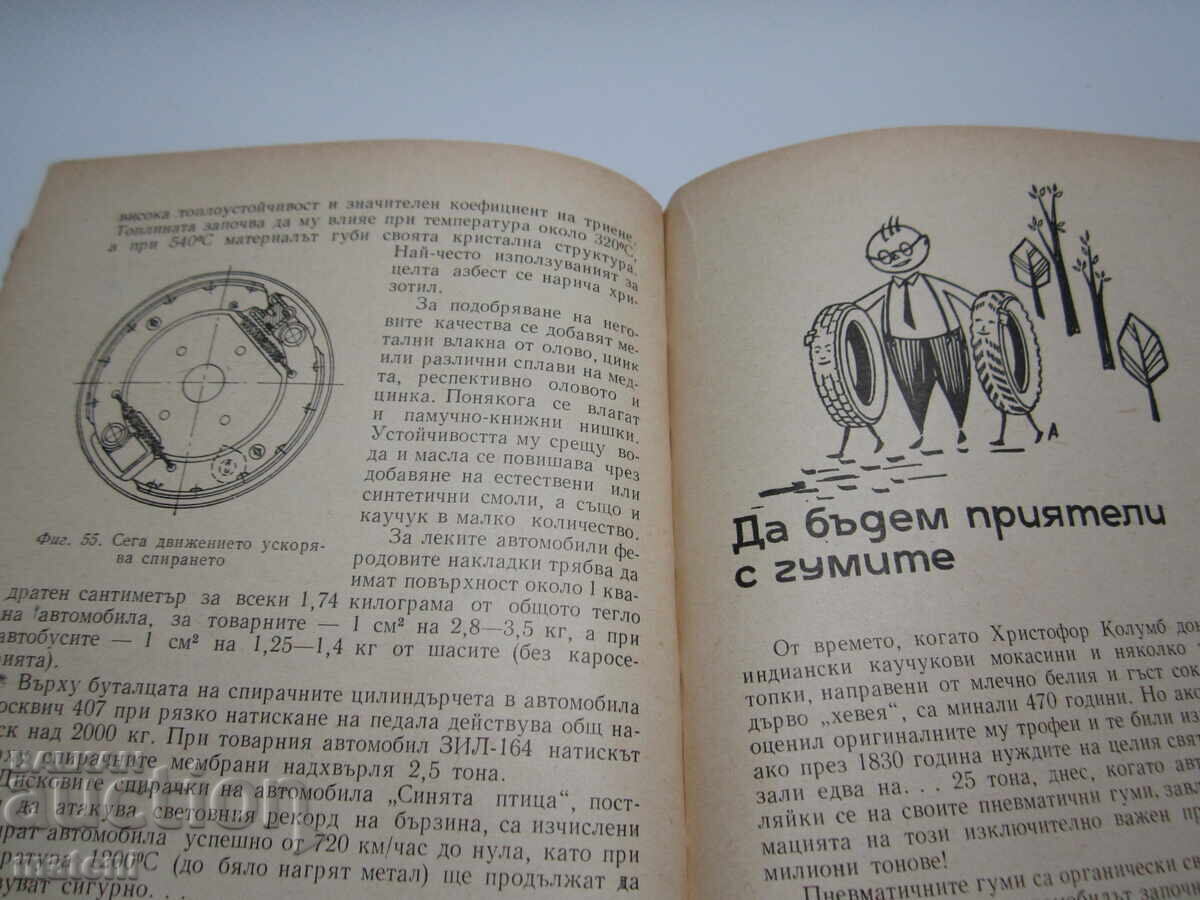 висока топлоустойчивост и значителен коефициент на триене.
Топлината започва да му влияе при температура около 320°C,
а при 540°C материалът губи своята кристална структура.
Най-често използуваният за
целта азбест се нарича хри-
зотил.
За подобряване на него-
вите качества се добавят ме-
тални влакна от олово, цинк
или различни сплави на мед-
та, респективно оловото и
цинка. Понякога се влагат
и памучно-книжни нишки.
Устойчивостта му срещу во-
да и масла се повишава чрез
добавяне на естествени или
синтетични смоли, а също и
каучук в малко количество.
За леките автомобили фе-
родовите накладки трябва да
имат повърхност около 1 ква-
Фиг. 55. Сега движението ускоря-
ва спирането
дратен сантиметър за всеки 1,74 килограма от общото тегло
на автомобила, за товарните — 1 см² на 2,8—3,5 кг, а при
автобусите — 1 см² на 1,25—1,4 кг от шасите (без каросе-
рията).
Върху буталцата на спирачните цилиндърчета в автомобила
осквич 407 при рязко натискане на педала действува общ на-
ск над 2000 кг. При товарния автомобил ЗИЛ-164 натискът
спирачните мембрани надхвърля 2,5 тона.
Дисковите спирачки на автомобила „Синята птица“, пост-
да атакува световния рекорд на бързина, са изчислени
ират автомобила успешно от 720 км/час до нула, като при
ратура 1200°C (до бяло нагрят метал) ще продължат да
вуват сигурно. . .
А
Да бъдем приятели
с гумите
От времето, когато Христофор Колумб дон
индиански каучукови мокасини и няколко
топки, направени от млечно белия и гъст сок
дърво „хевея“, са минали 470 години. Но ако
оценил оригиналните му трофеи и те били из
ако през 1830 година нуждите на целия свят
зали едва на. . . 25 тона, днес, когато авто
ляйки се на своите пневматични гуми, завл
мацията на този изключително важен пр
милиони тонове!
Пневматичните гуми са органически св
auction
matchi